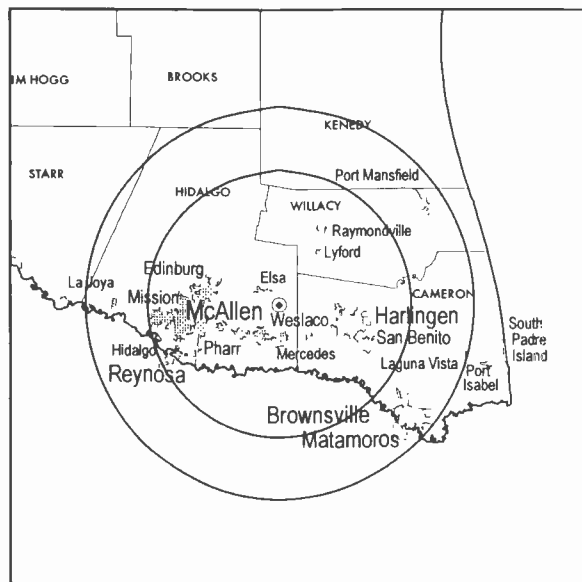 BROOKS
IM HOGG
KENEDY
STARR
Port Mansfield
HIDALGO
WILLACY
Raymondville
Lyford
Edinburg
Elsa
La Joya
Mission
CAMERON
McAllen
Weslaco
Harlingen
South
Padre
Island
San Benito
Hidalgo
Pharr
Mercedes
Laguna Vista
Port
Isabel
Reynosa
Brownsville
Matamoros